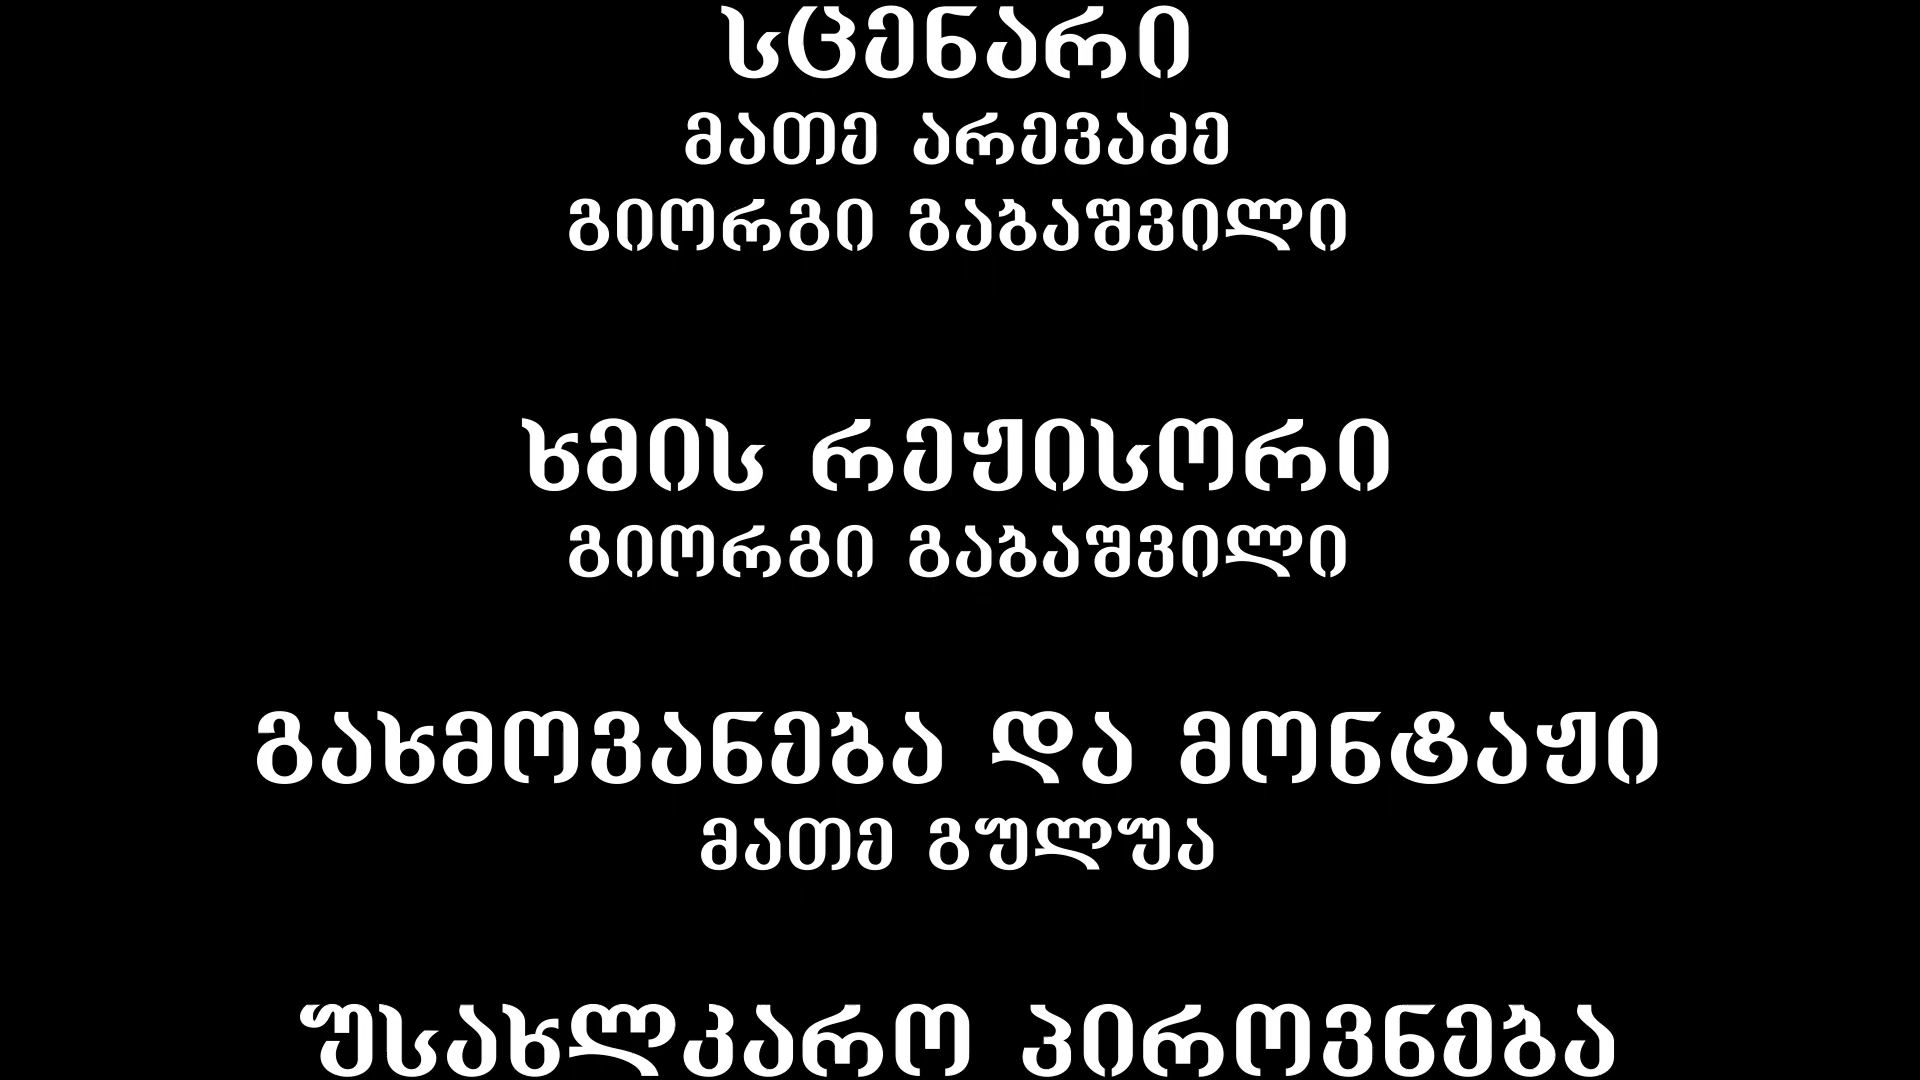 სცენარი
მათე არევაძე
გიორგი გაბაშვილი
ხმის რეჟისორი
გიორგი გაბაშვილი
გახმოვანება და მონტაჟი
მათე გულუა
უსახლკარო პიროვნება